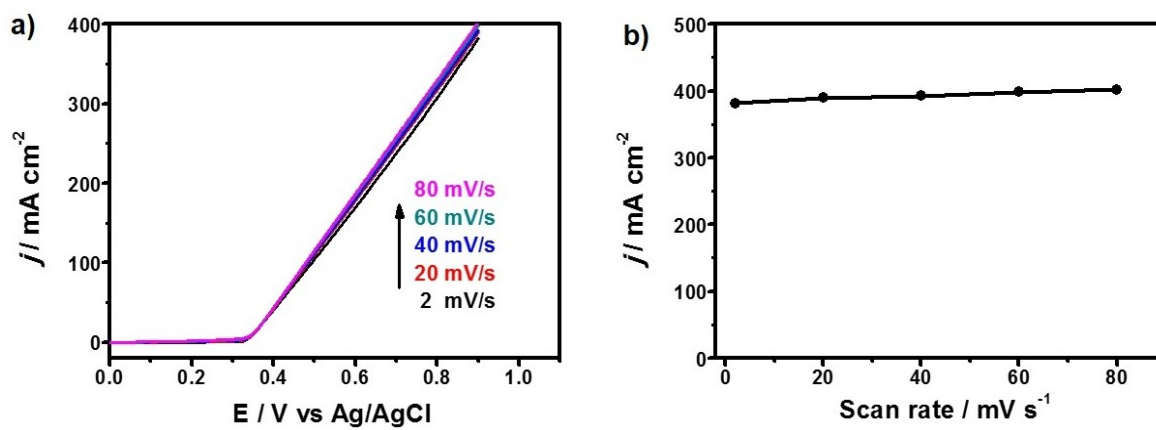 a)
400
300
200
100
0
j / mA cm-2
80 mV/s
60 mV/s
40 mV/s
20 mV/s
2 mV/s
0.0 0.2 0.4 0.6 0.8 1.0
E / V vs Ag/AgCl
b)
500
400
300
200
100
0
j / mA cm-2
0 20 40 60 80
Scan rate / mV s-1